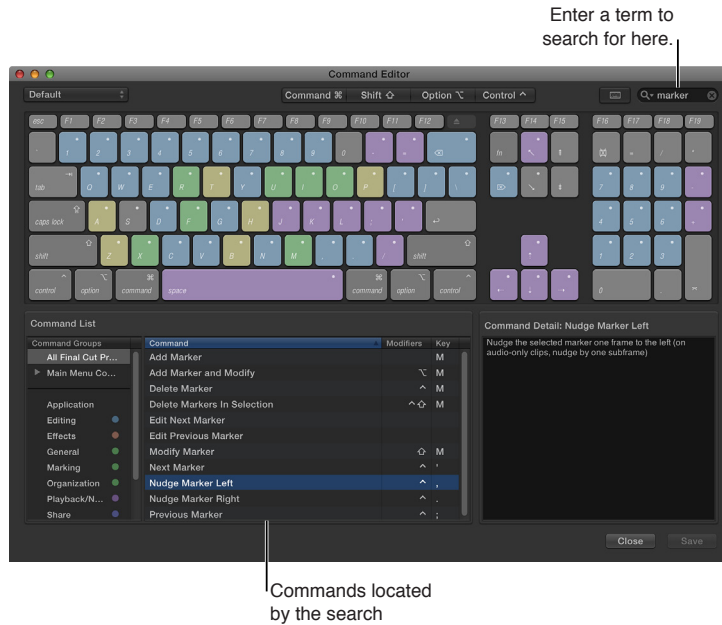 Enter a term to
search for here.
Command Editor
Default
Command ⌘ Shift ⇧ Option ⌥ Control ^
marker
esc F1 F2 F3 F4 F5 F6 F7 F8 F9 F10 F11 F12 F13 F14 F15 F16 F17 F18 F19
` 1 2 3 4 5 6 7 8 9 0 - = fn = / *
tab Q W E R T Y U I O P [ ] \ 7 8 9 -
caps lock A S D F G H J K L ; ' 4 5 6 +
shift Z X C V B N M , . / shift 1 2 3
control option command space command option control 0 .
Command List
Command Groups
Command Modifiers Key
All Final Cut Pr...
Main Menu Co...
Application
Editing
Effects
General
Marking
Organization
Playback/N...
Share
Add Marker M
Add Marker and Modify ⌥ M
Delete Marker ^ M
Delete Markers In Selection ^⇧ M
Edit Next Marker
Edit Previous Marker
Modify Marker ⇧ M
Next Marker ^ '
Nudge Marker Left ^ ,
Nudge Marker Right ^ .
Previous Marker ^ ;
Command Detail: Nudge Marker Left
Nudge the selected marker one frame to the left (on
audio-only clips, nudge by one subframe)
Close Save
Commands located
by the search